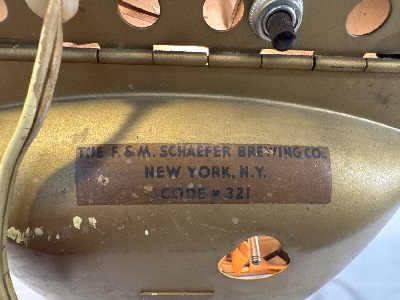 THE F. & M. SCHAEFER BREWING CO.,
NEW YORK, N.Y.
CODE # 321